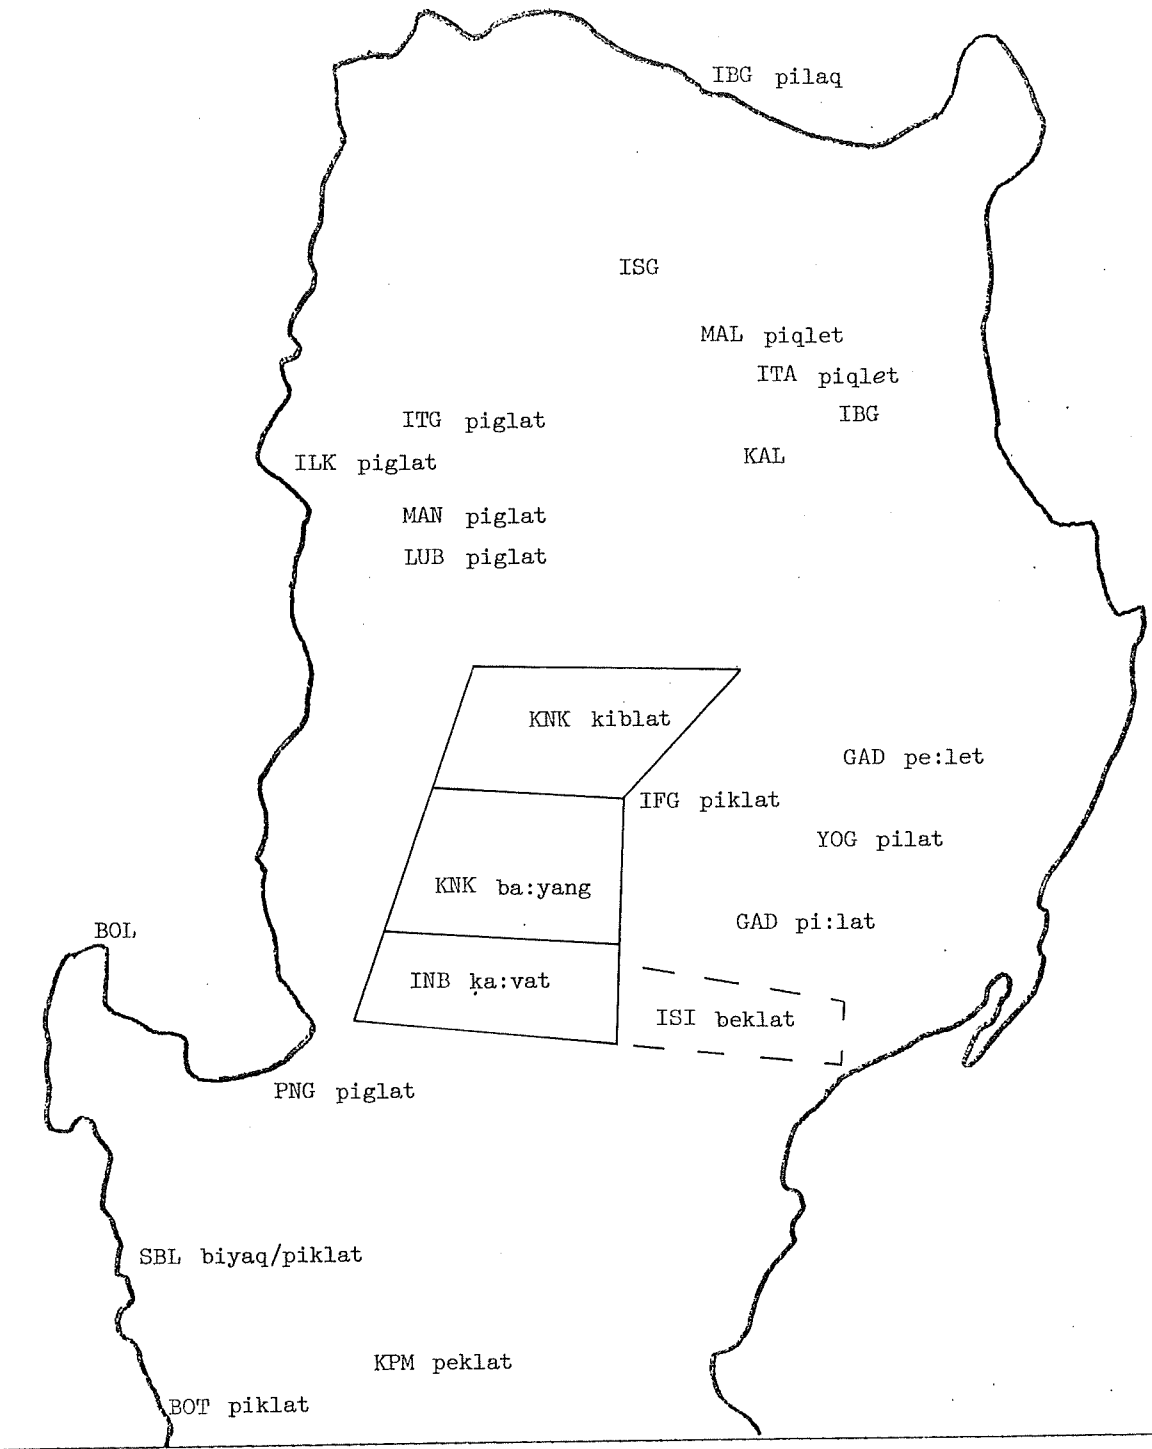 IBG pilaq
ISG
MAL piqlet
ITA piqlet
IBG
ITG piglat
KAL
ILK piglat
MAN piglat
LUB piglat
KNK kiblat
GAD pe:let
IFG piklat
YOG pilat
KNK ba:yang
GAD pi:lat
BOL
INB ḳa:vat
ISI beklat
PNG piglat
SBL biyaq/piklat
KPM peklat
BOT piklat